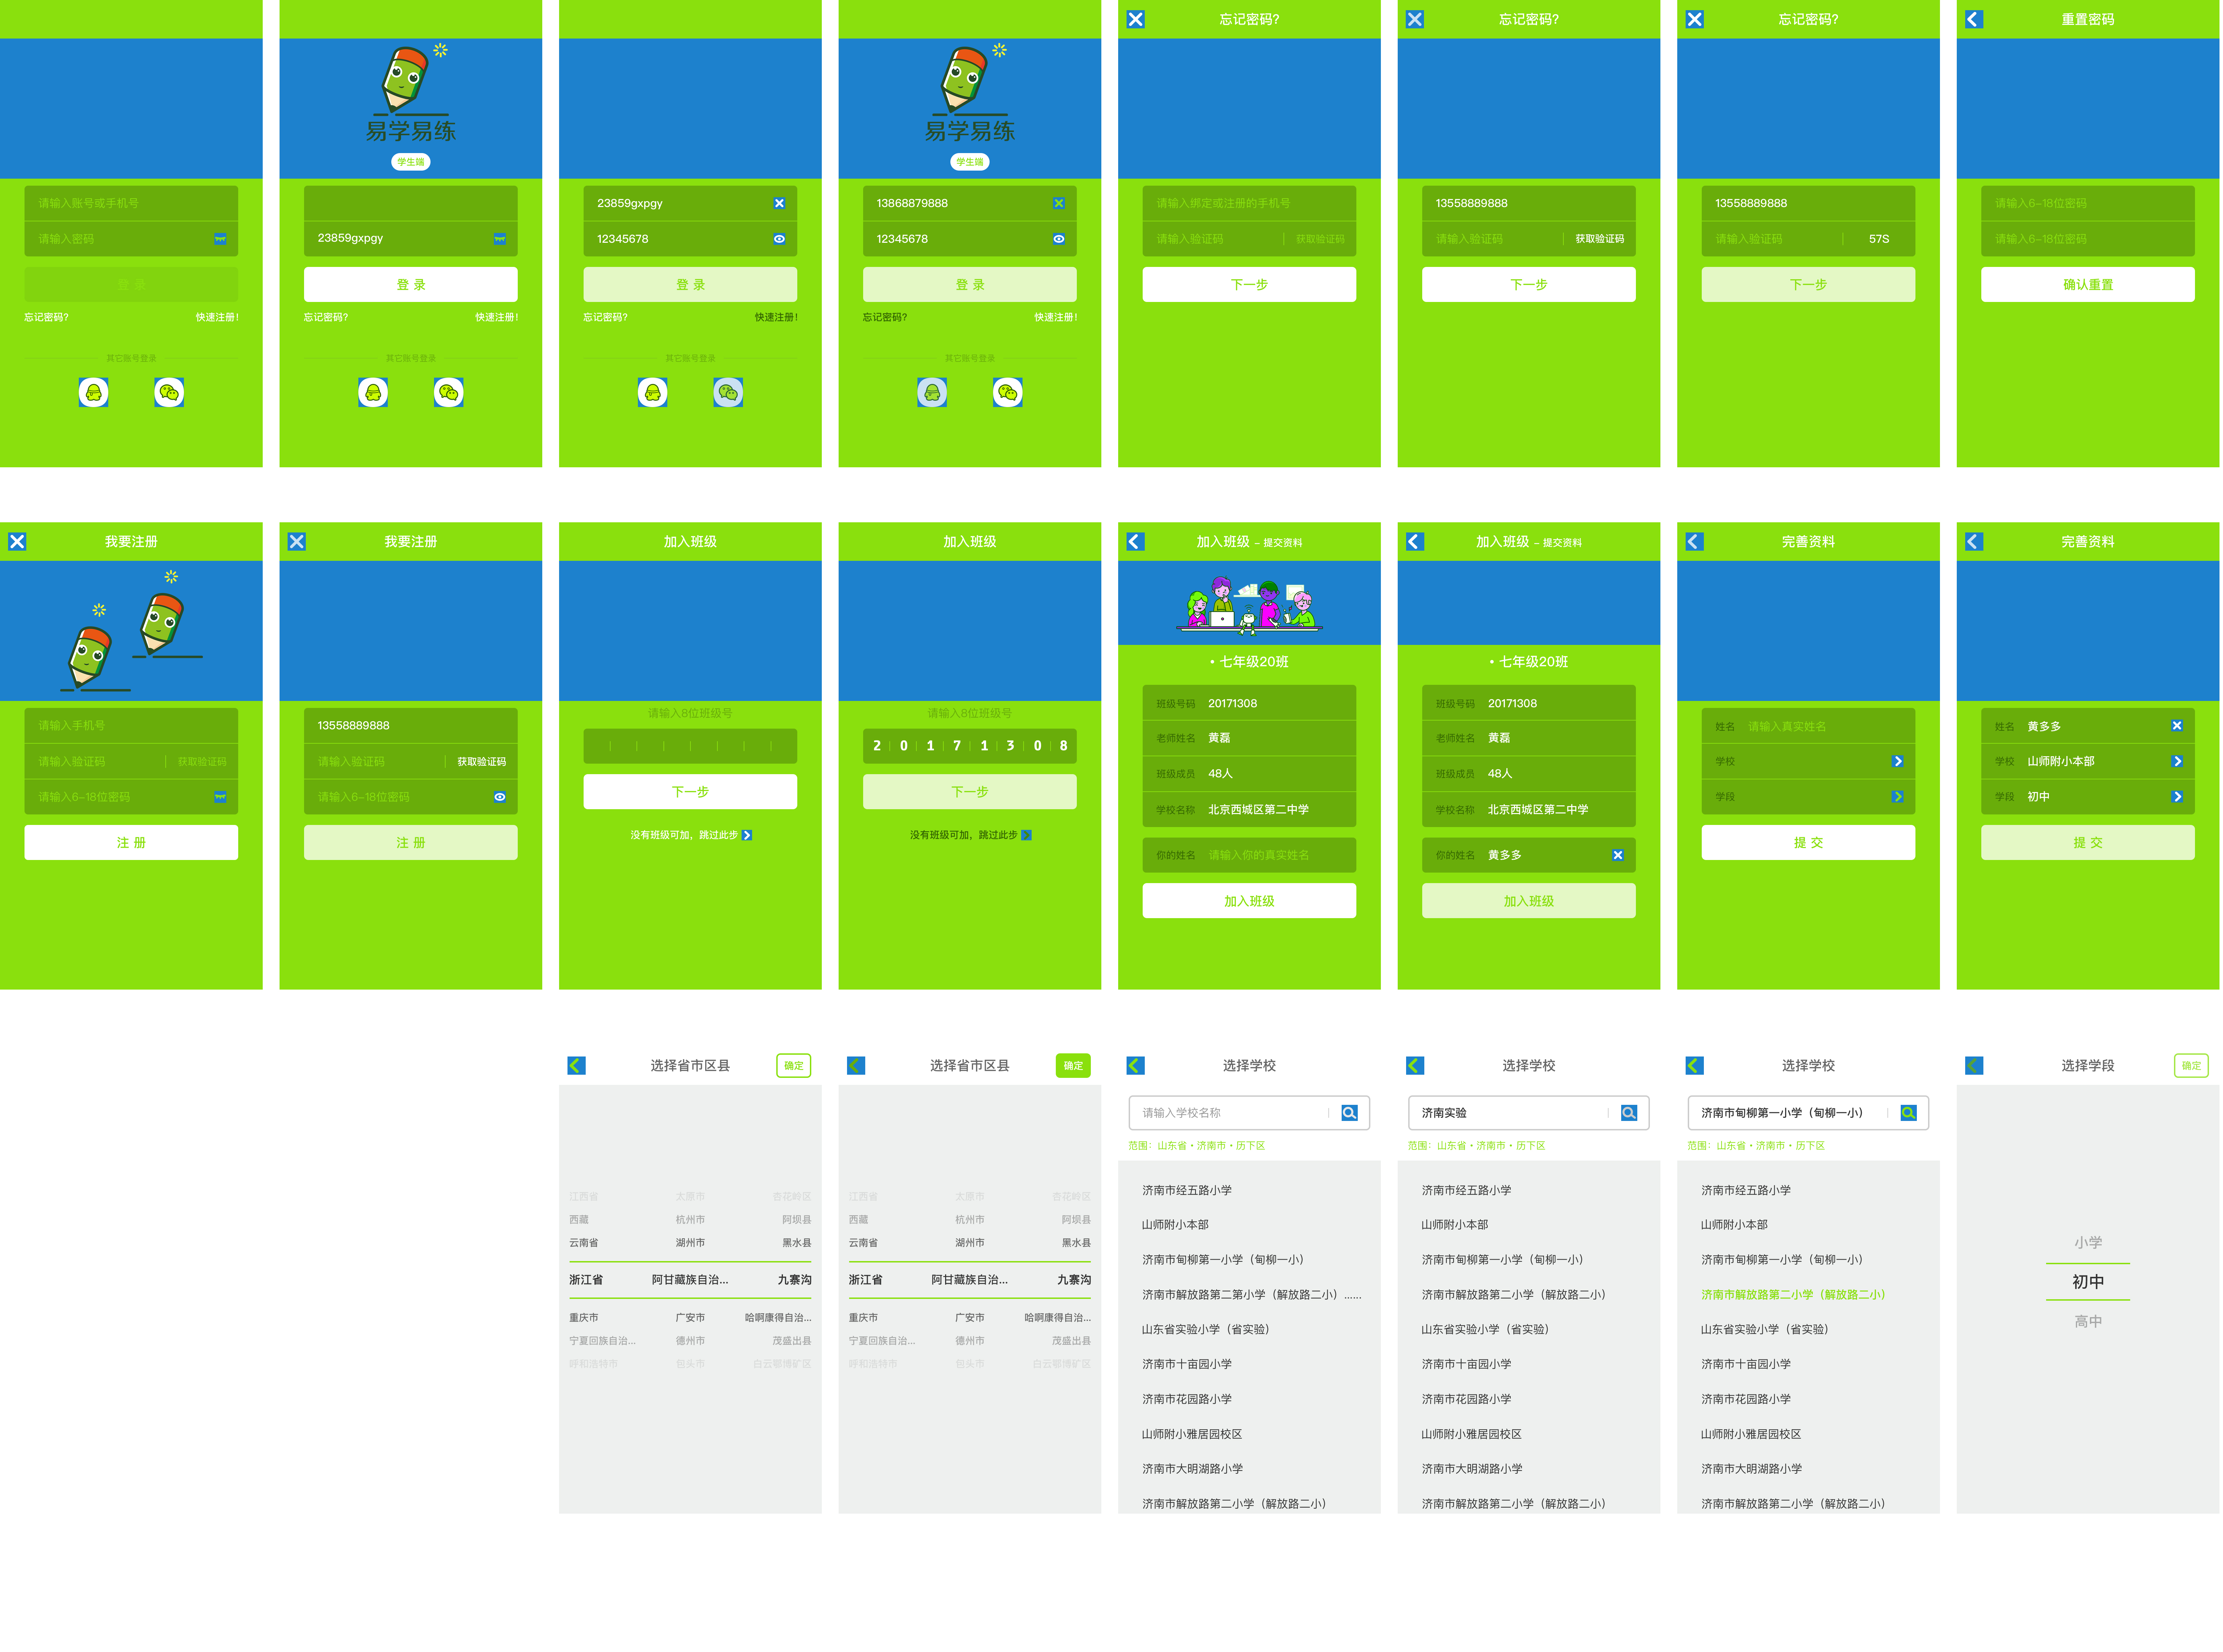 请输入账号或手机号
请输入密码
登 录
忘记密码?
快速注册!
其它账号登录
易学易练
学生端
23859gxpgy
登 录
忘记密码?
快速注册!
其它账号登录
23859gxpgy
12345678
登 录
忘记密码?
快速注册!
其它账号登录
易学易练
学生端
13868879888
12345678
登 录
忘记密码?
快速注册!
其它账号登录
忘记密码?
请输入绑定或注册的手机号
请输入验证码
获取验证码
下一步
忘记密码?
13558889888
请输入验证码
获取验证码
下一步
忘记密码?
13558889888
请输入验证码
57S
下一步
重置密码
请输入6-18位密码
请输入6-18位密码
确认重置
我要注册
请输入手机号
请输入验证码
获取验证码
请输入6-18位密码
注 册
我要注册
13558889888
请输入验证码
获取验证码
请输入6-18位密码
注 册
加入班级
请输入8位班级号
下一步
没有班级可加，跳过此步
加入班级
请输入8位班级号
2 0 1 7 1 3 0 8
下一步
没有班级可加，跳过此步
加入班级 - 提交资料
• 七年级20班
班级号码 20171308
老师姓名 黄磊
班级成员 48人
学校名称 北京西城区第二中学
你的姓名 请输入你的真实姓名
加入班级
加入班级 - 提交资料
• 七年级20班
班级号码 20171308
老师姓名 黄磊
班级成员 48人
学校名称 北京西城区第二中学
你的姓名 黄多多
加入班级
完善资料
姓名 请输入真实姓名
学校
学段
提 交
完善资料
姓名 黄多多
学校 山师附小本部
学段 初中
提 交
选择省市区县
确定
江西省 太原市 杏花岭区
西藏 杭州市 阿坝县
云南省 湖州市 黑水县
浙江省 阿甘藏族自治... 九寨沟
重庆市 广安市 哈啊康得自治...
宁夏回族自治... 德州市 茂盛出县
呼和浩特市 包头市 白云鄂博矿区
选择省市区县
确定
江西省 太原市 杏花岭区
西藏 杭州市 阿坝县
云南省 湖州市 黑水县
浙江省 阿甘藏族自治... 九寨沟
重庆市 广安市 哈啊康得自治...
宁夏回族自治... 德州市 茂盛出县
呼和浩特市 包头市 白云鄂博矿区
选择学校
请输入学校名称
范围：山东省・济南市・历下区
济南市经五路小学
山师附小本部
济南市甸柳第一小学（甸柳一小）
济南市解放路第二第小学（解放路二小）......
山东省实验小学（省实验）
济南市十亩园小学
济南市花园路小学
山师附小雅居园校区
济南市大明湖路小学
济南市解放路第二小学（解放路二小）
选择学校
济南实验
范围：山东省・济南市・历下区
济南市经五路小学
山师附小本部
济南市甸柳第一小学（甸柳一小）
济南市解放路第二小学（解放路二小）
山东省实验小学（省实验）
济南市十亩园小学
济南市花园路小学
山师附小雅居园校区
济南市大明湖路小学
济南市解放路第二小学（解放路二小）
选择学校
济南市甸柳第一小学（甸柳一小）
范围：山东省・济南市・历下区
济南市经五路小学
山师附小本部
济南市甸柳第一小学（甸柳一小）
济南市解放路第二小学（解放路二小）
山东省实验小学（省实验）
济南市十亩园小学
济南市花园路小学
山师附小雅居园校区
济南市大明湖路小学
济南市解放路第二小学（解放路二小）
选择学段
确定
小学
初中
高中